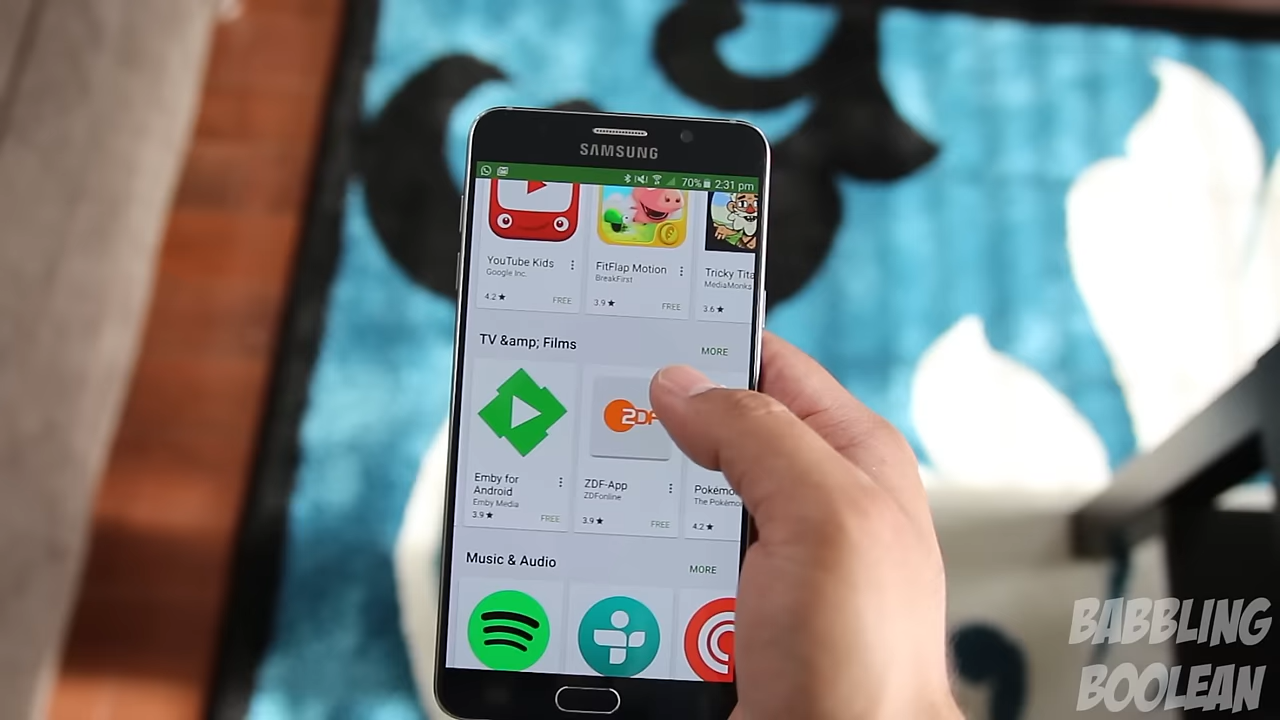 SAMSUNG
70% 2:31 pm
YouTube Kids
Google Inc.
4.2★ FREE
FitFlap Motion
BreakFirst
3.9★ FREE
Tricky Tita
MediaMonks
3.6★
TV &amp; Films MORE
Emby for
Android
Emby Media
3.9★ FREE
ZDF
ZDF-App
ZDFonline
3.9★ FREE
Pokémo
The Pokémo
4.2★
Music & Audio MORE
BABBLING
BOOLEAN